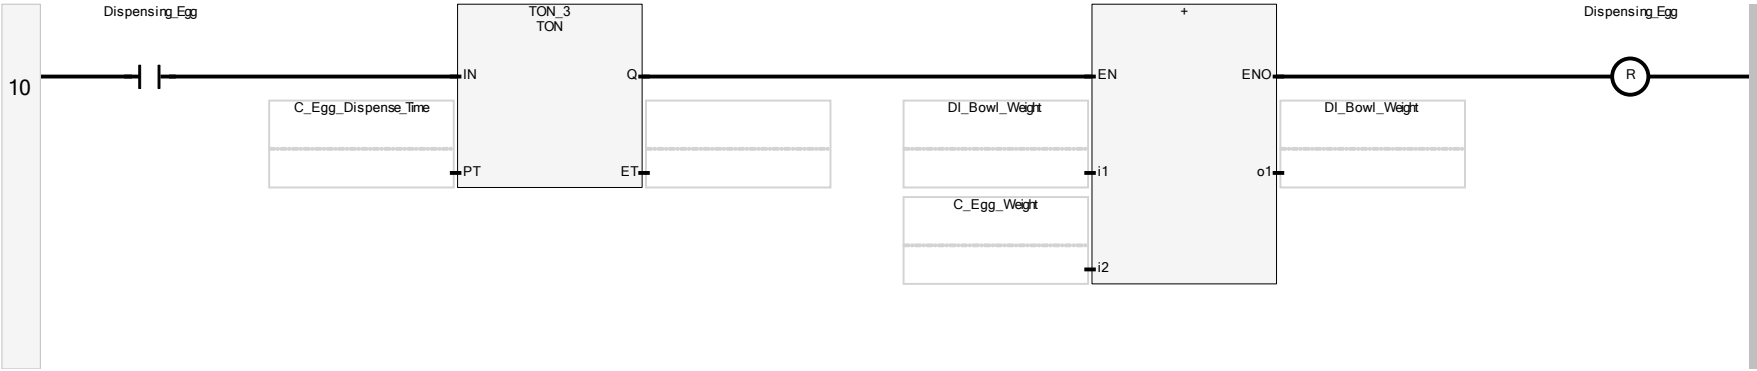 Dispensing_Egg
TON_3
TON
+
Dispensing_Egg
10
IN
Q
EN
ENO
R
C_Egg_Dispense_Time
DI_Bowl_Weight
DI_Bowl_Weight
PT
ET
i1
o1
C_Egg_Weight
i2